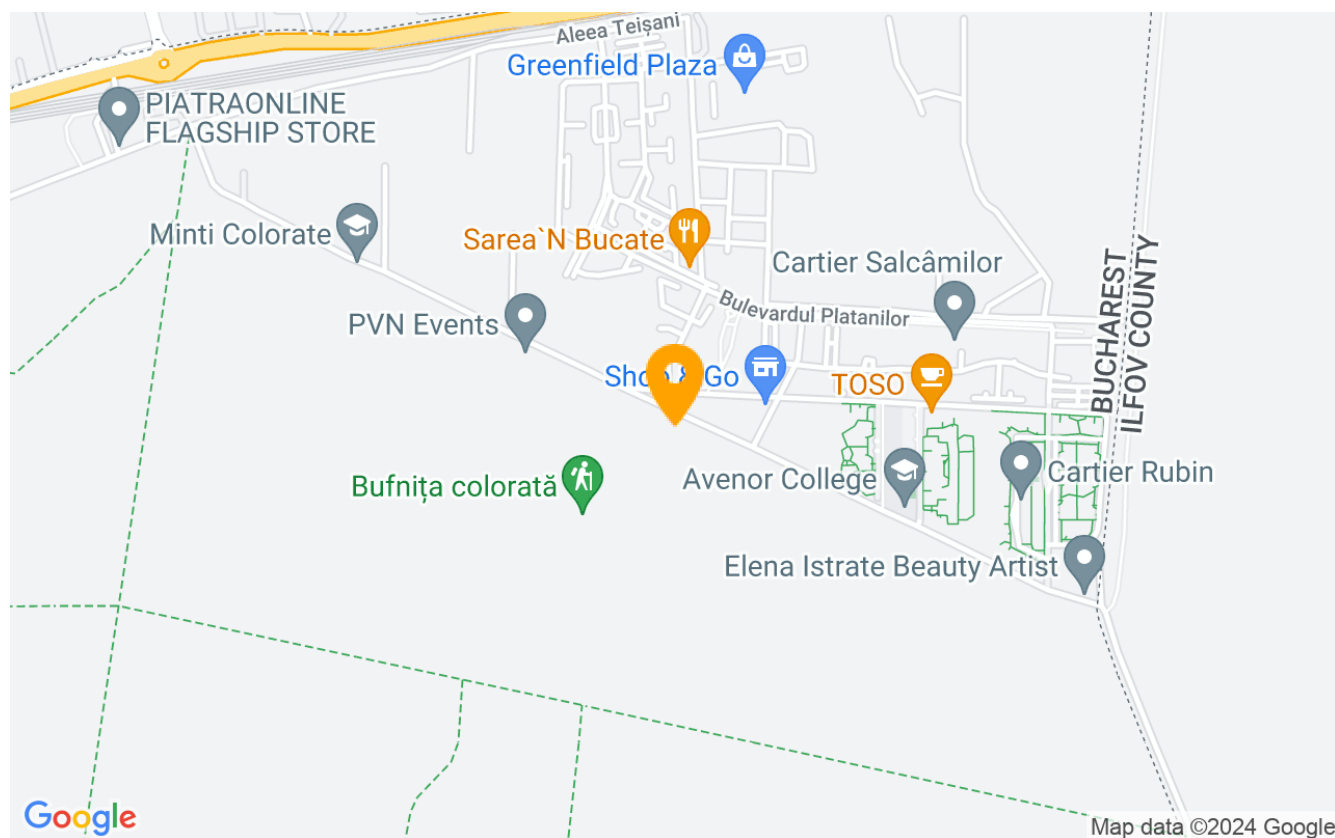 Aleea Teișani
Greenfield Plaza
PIATRAONLINE
FLAGSHIP STORE
Minti Colorate
Sarea`N Bucate
Cartier Salcâmilor
BUCHAREST
ILFOV COUNTY
PVN Events
Bulevardul Platanilor
Shop & Go
TOSO
Bufnița colorată
Avenor College
Cartier Rubin
Elena Istrate Beauty Artist
Google
Map data ©2024 Google